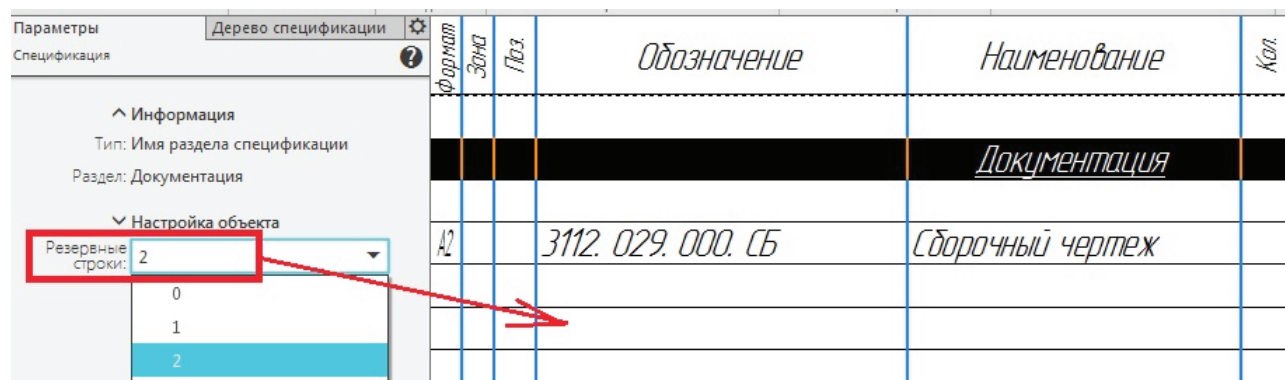 Параметры
Дерево спецификации
Спецификация
?
Информация
Тип: Имя раздела спецификации
Раздел: Документация
Настройка объекта
Резервные строки: 2
0
1
2
Формат
Зона
Поз.
Обозначение
Наименование
Кол.
Документация
А2
3112. 029. 000. СБ
Сборочный чертеж